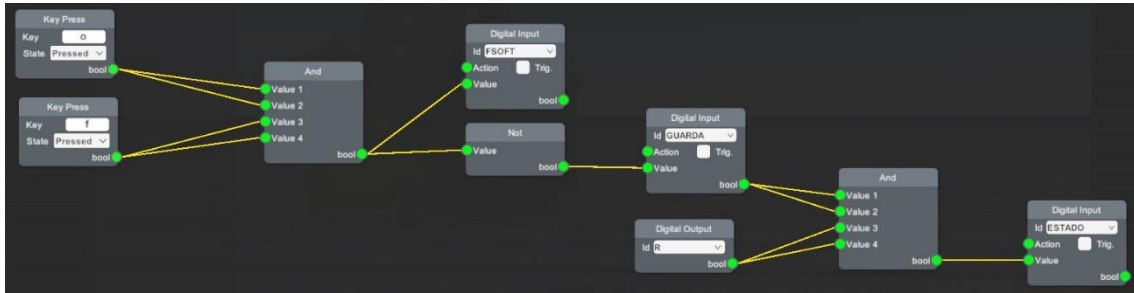 Key Press
Key o
State Pressed
bool
Key Press
Key f
State Pressed
bool
And
Value 1
Value 2
Value 3
Value 4
bool
Digital Input
Id FSOFT
Action Trig.
Value
bool
Not
Value
bool
Digital Input
Id GUARDA
Action Trig.
Value
bool
Digital Output
Id R
bool
And
Value 1
Value 2
Value 3
Value 4
bool
Digital Input
Id ESTADO
Action Trig.
Value
bool